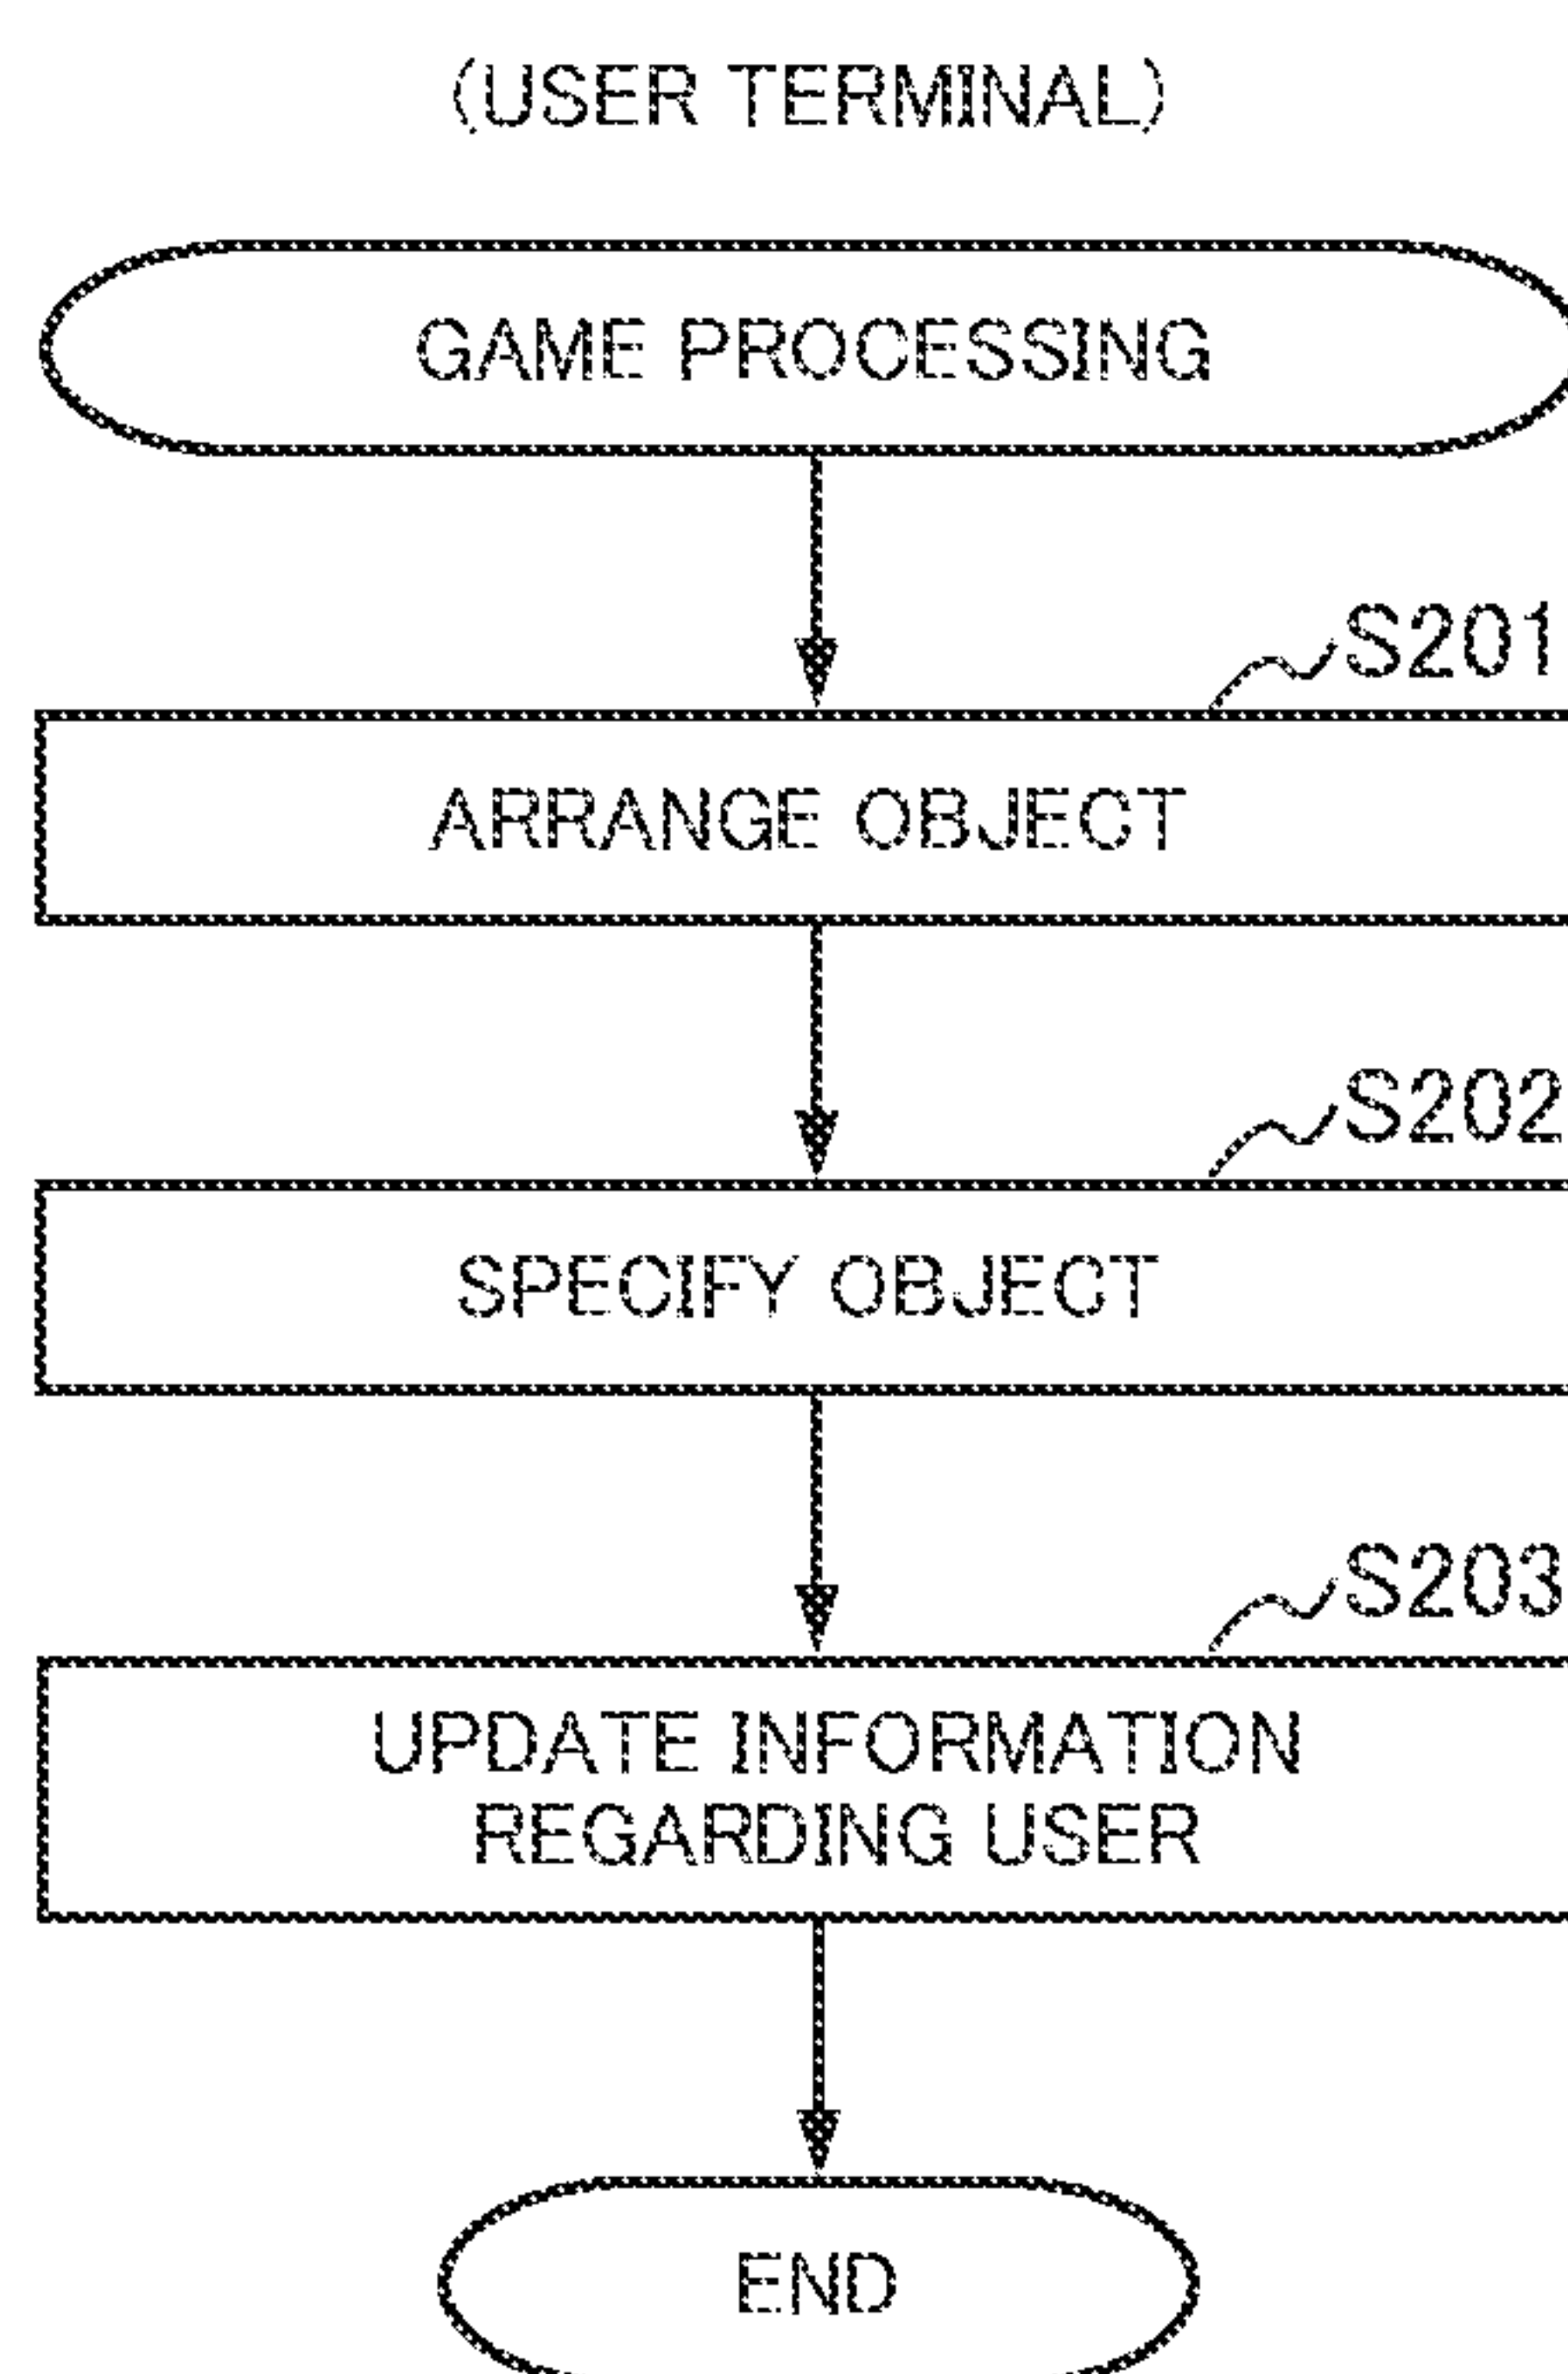 (USER TERMINAL)
GAME PROCESSING
S201
ARRANGE OBJECT
S202
SPECIFY OBJECT
S203
UPDATE INFORMATION
REGARDING USER
END